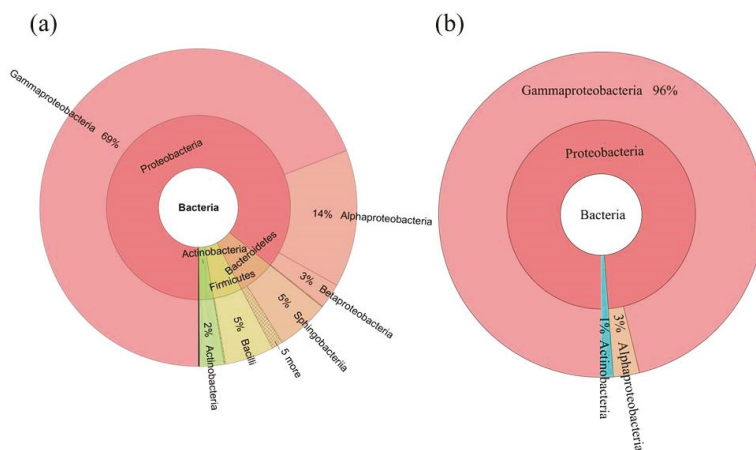 (a)
Gammaproteobacteria 69%
Proteobacteria
Bacteria
14% Alphaproteobacteria
3% Betaproteobacteria
Bacteroidetes
5% Sphingobacteriia
5 more
Firmicutes
5% Bacilli
Actinobacteria
2% Actinobacteria
(b)
Gammaproteobacteria 96%
Proteobacteria
Bacteria
3% Alphaproteobacteria
1% Actinobacteria